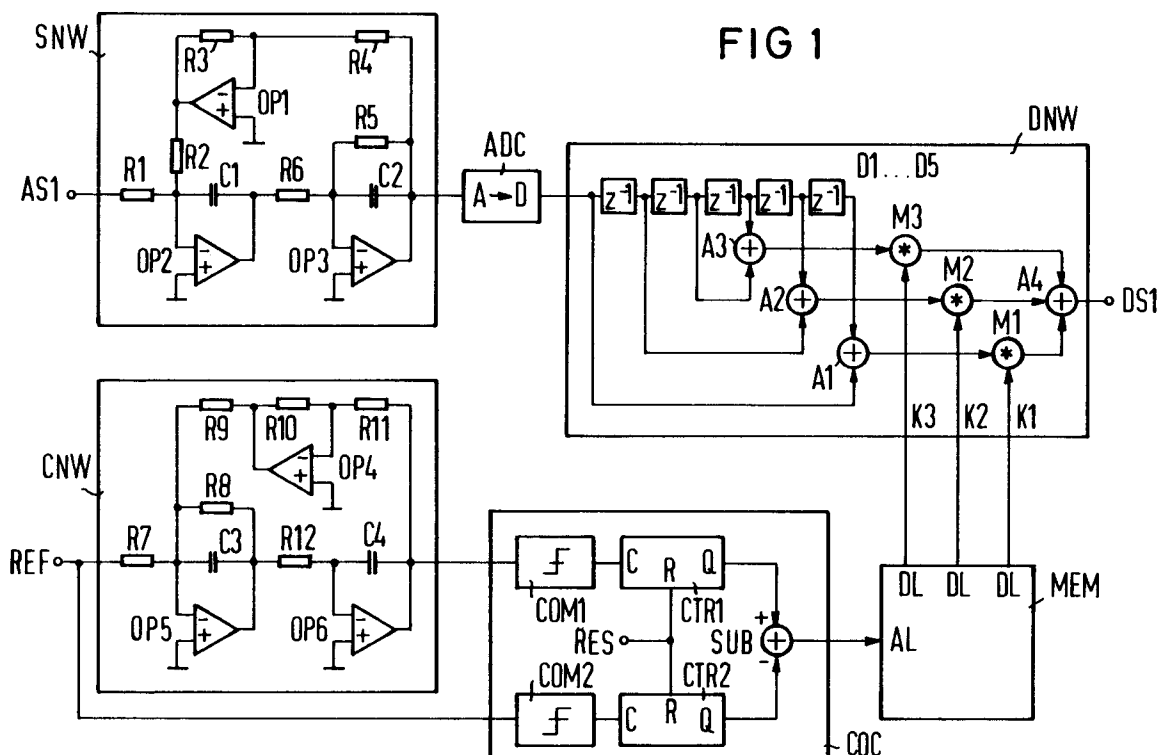 FIG 1
SNW
R3
R4
OP1
R5
R2
R1
C1
R6
C2
AS1
OP2
OP3
ADC
A → D
DNW
D1...D5
z⁻¹ z⁻¹ z⁻¹ z⁻¹ z⁻¹
A3
M3
A2
M2
A4
DS1
A1
M1
K3 K2 K1
CNW
R9 R10 R11
OP4
R8
R7
C3
R12
C4
REF
OP5
OP6
COM1
C R Q
CTR1
RES
SUB
+
-
COM2
CTR2
C R Q
COC
DL DL DL
MEM
AL